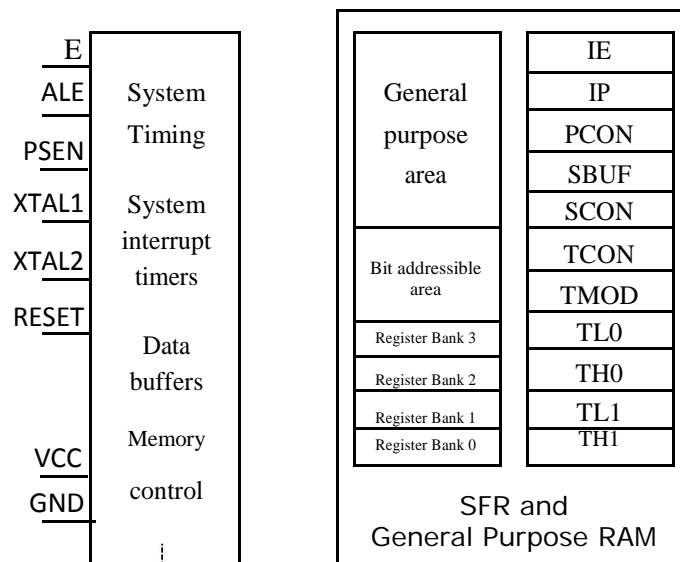 E
ALE
PSEN
XTAL1
XTAL2
RESET
VCC
GND
System
Timing
System
interrupt
timers
Data
buffers
Memory
control
General
purpose
area
Bit addressible
area
Register Bank 3
Register Bank 2
Register Bank 1
Register Bank 0
IE
IP
PCON
SBUF
SCON
TCON
TMOD
TL0
TH0
TL1
TH1
SFR and
General Purpose RAM